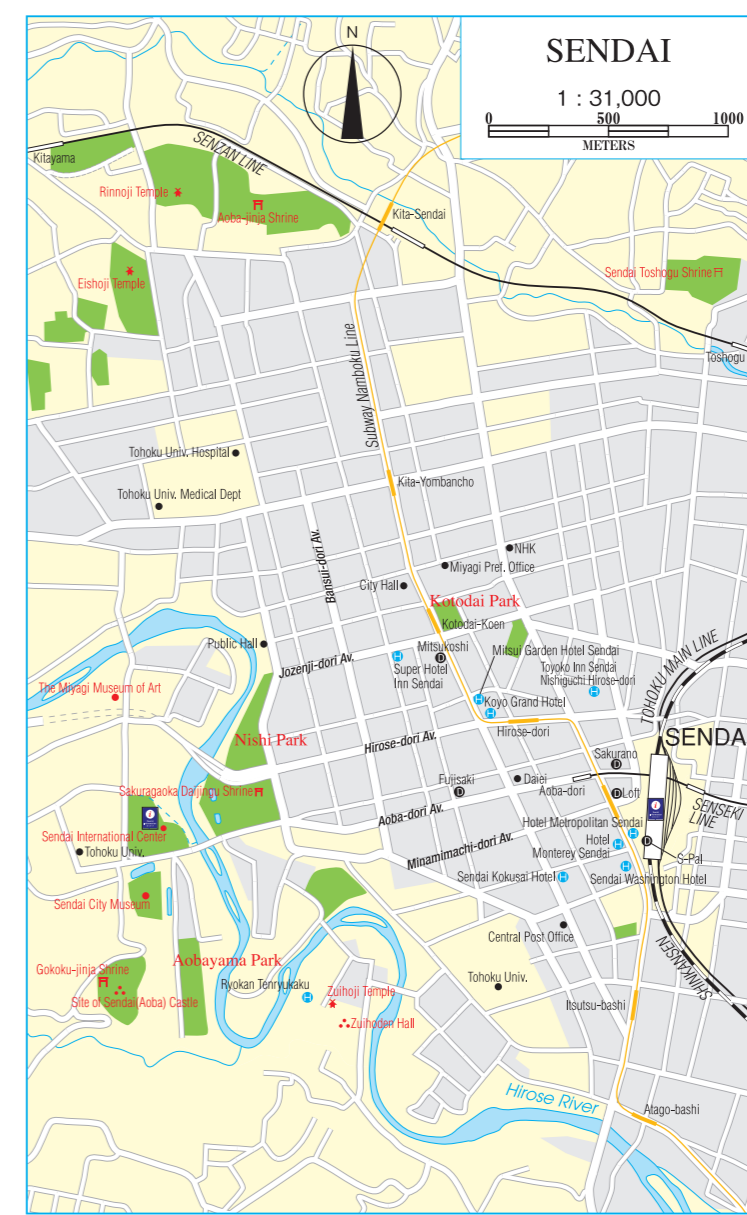 SENDAI
1 : 31,000
0 500 1000
METERS
N
Kitayama
SENZAN LINE
Rinnoji Temple
Aoba-jinja Shrine
Kita-Sendai
Eishoji Temple
Sendai Toshogu Shrine
Toshogu
Subway Namboku Line
Tohoku Univ. Hospital
Kita-Yombancho
Tohoku Univ. Medical Dept
Bansui-dori Av.
NHK
Miyagi Pref. Office
City Hall
Kotodai Park
Kotodai-Koen
Public Hall
Mitsukoshi
D
Mitsui Garden Hotel Sendai
Jozenji-dori Av.
H
Super Hotel
Inn Sendai
Toyoko Inn Sendai
Nishiguchi Hirose-dori
H
TOHOKU MAIN LINE
The Miyagi Museum of Art
H
Koyo Grand Hotel
H
Hirose-dori
Nishi Park
Hirose-dori Av.
SENDA
Sakurano
D
Sakuragaoka Daijingu Shrine
Fujisaki
D
Daiei
Aoba-dori
D
Loft
i
SENSEKI
LINE
Aoba-dori Av.
i
Sendai International Center
Hotel Metropolitan Sendai
H
Minamimachi-dori Av.
Hotel
Monterey Sendai
H
D
S-Pal
Tohoku Univ.
Sendai Kokusai Hotel
H
H
Sendai Washington Hotel
Sendai City Museum
Central Post Office
SHINKANSEN
Aobayama Park
Gokoku-jinja Shrine
Site of Sendai(Aoba) Castle
Ryokan Tenryukaku
H
Zuihoji Temple
Zuihoden Hall
Tohoku Univ.
Itsutsu-bashi
Hirose River
Atago-bashi